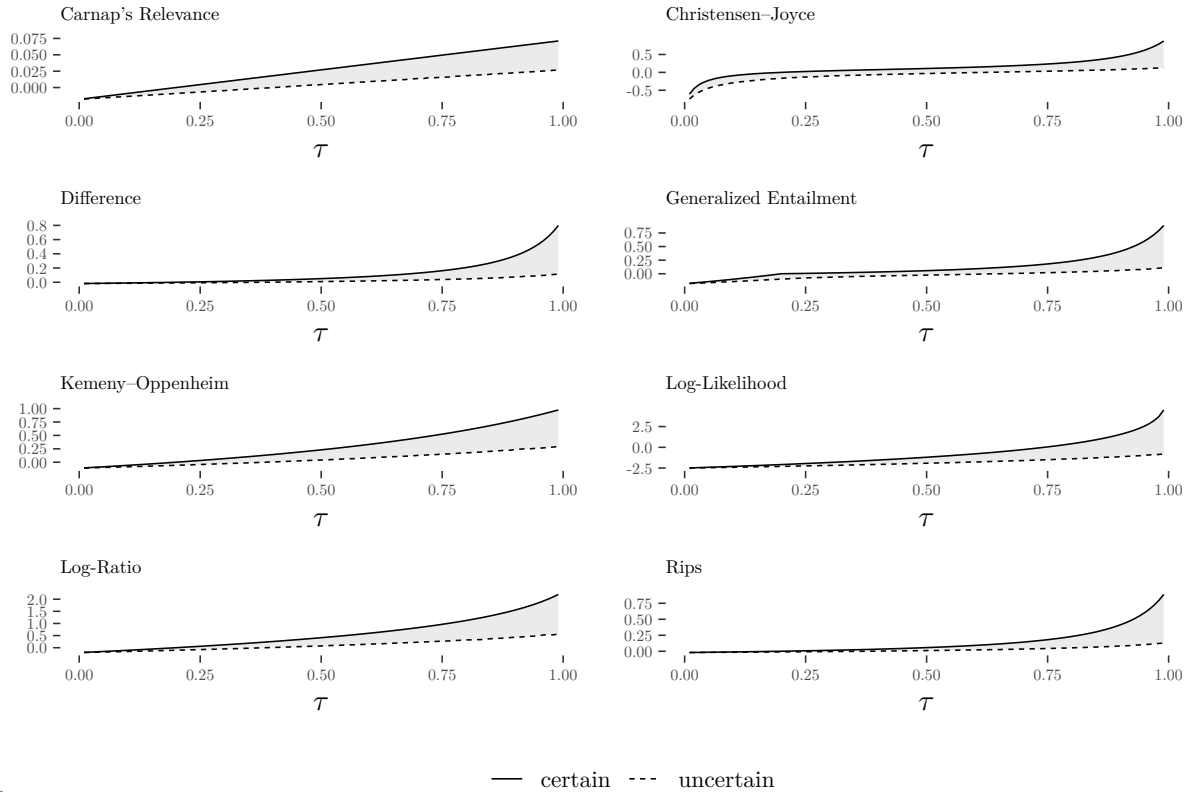 Carnap's Relevance
0.075
0.050
0.025
0.000
0.00 0.25 0.50 0.75 1.00
τ
Christensen–Joyce
0.5
0.0
-0.5
0.00 0.25 0.50 0.75 1.00
τ
Difference
0.8
0.6
0.4
0.2
0.0
0.00 0.25 0.50 0.75 1.00
τ
Generalized Entailment
0.75
0.50
0.25
0.00
0.00 0.25 0.50 0.75 1.00
τ
Kemeny–Oppenheim
1.00
0.75
0.50
0.25
0.00
0.00 0.25 0.50 0.75 1.00
τ
Log-Likelihood
2.5
0.0
-2.5
0.00 0.25 0.50 0.75 1.00
τ
Log-Ratio
2.0
1.5
1.0
0.5
0.0
0.00 0.25 0.50 0.75 1.00
τ
Rips
0.75
0.50
0.25
0.00
0.00 0.25 0.50 0.75 1.00
τ
certain uncertain